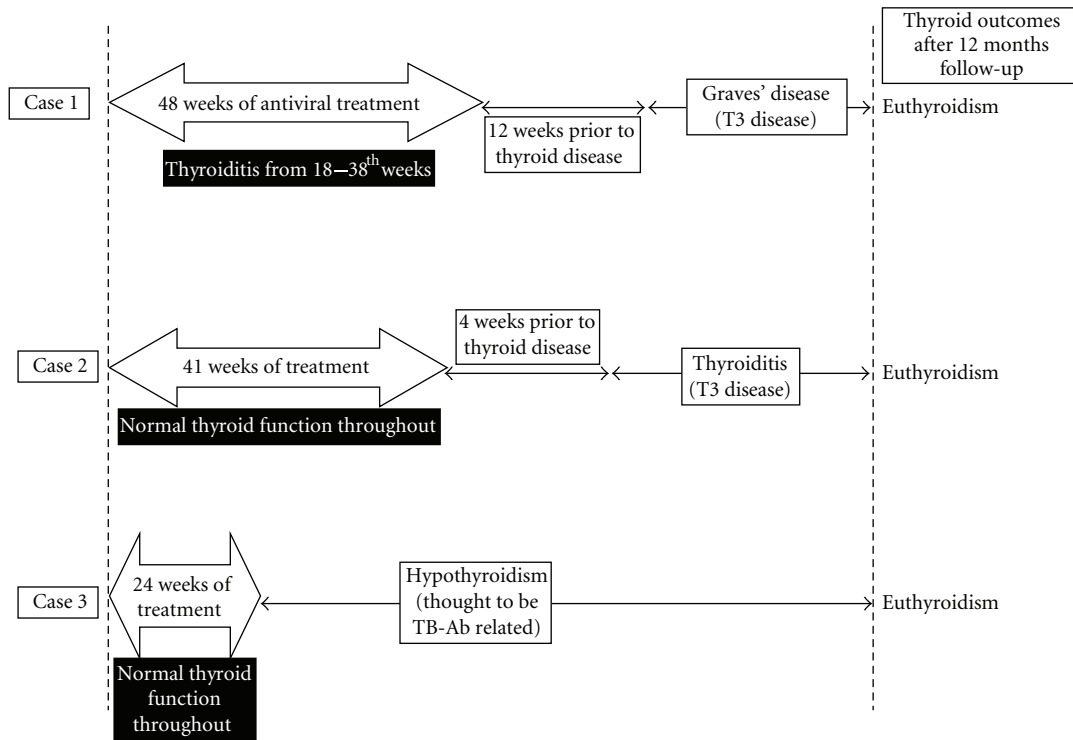 Thyroid outcomes
after 12 months
follow-up
Case 1
48 weeks of antiviral treatment
Thyroiditis from 18–38th weeks
12 weeks prior to
thyroid disease
Graves' disease
(T3 disease)
Euthyroidism
Case 2
41 weeks of treatment
Normal thyroid function throughout
4 weeks prior to
thyroid disease
Thyroiditis
(T3 disease)
Euthyroidism
Case 3
24 weeks of
treatment
Normal thyroid
function
throughout
Hypothyroidism
(thought to be
TB-Ab related)
Euthyroidism